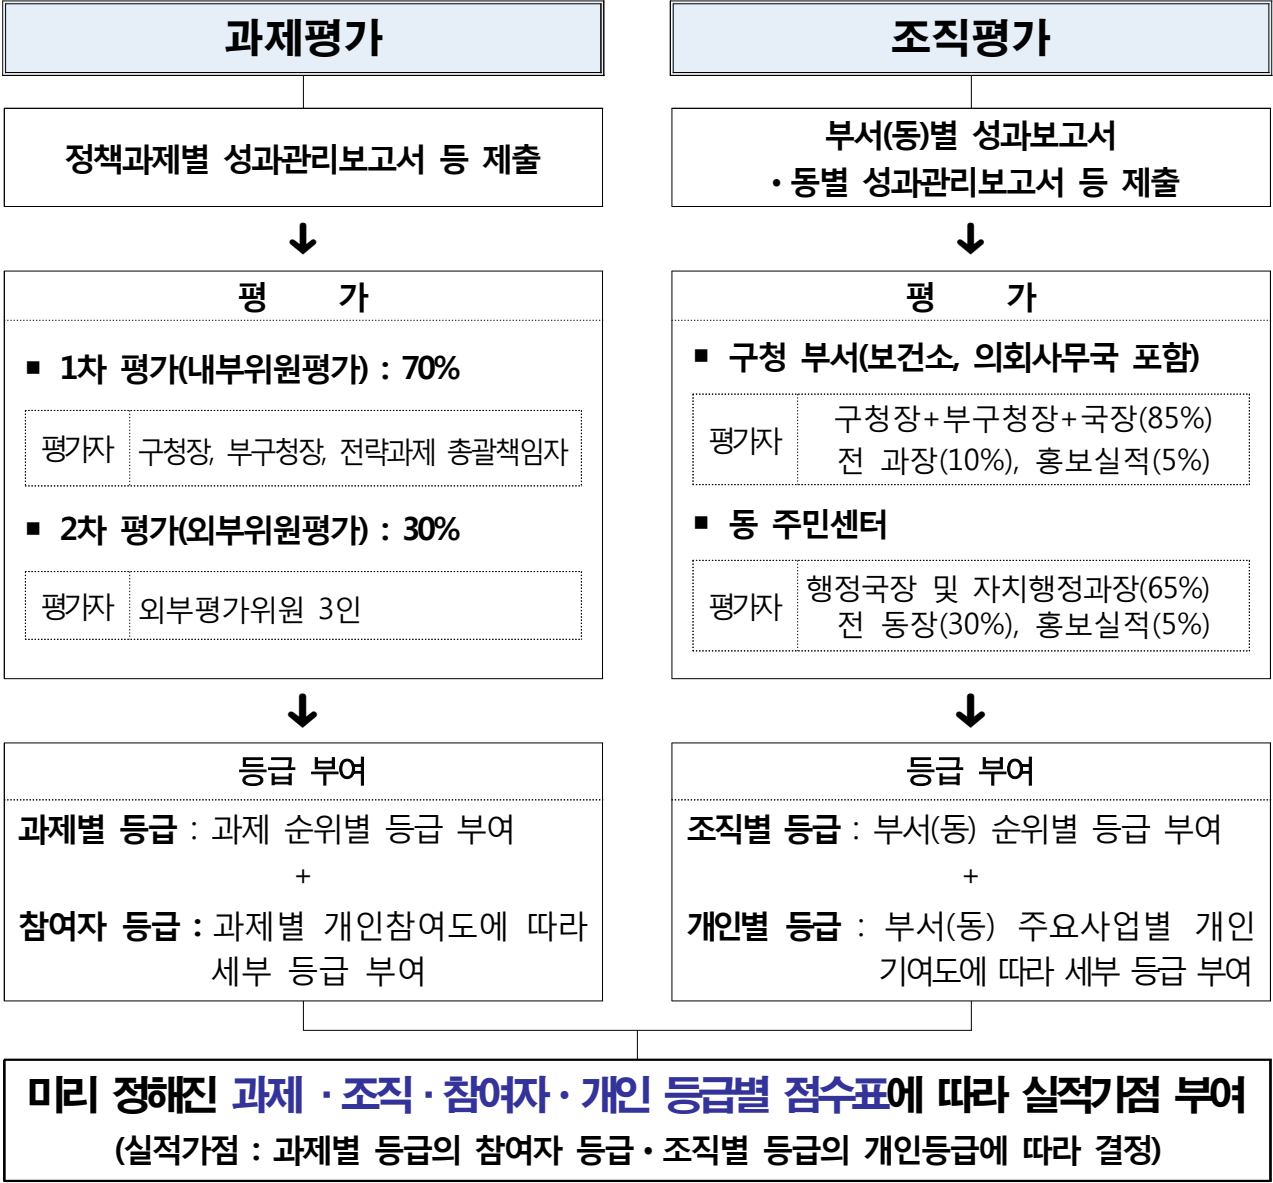 과제평가
정책과제별 성과관리보고서 등 제출
평 가
■ 1차 평가(내부위원평가) : 70%
평가자 구청장, 부구청장, 전략과제 총괄책임자
■ 2차 평가(외부위원평가) : 30%
평가자 외부평가위원 3인
등급 부여
과제별 등급 : 과제 순위별 등급 부여
+
참여자 등급 : 과제별 개인참여도에 따라
세부 등급 부여
조직평가
부서(동)별 성과보고서
・동별 성과관리보고서 등 제출
평 가
■ 구청 부서(보건소, 의회사무국 포함)
평가자 구청장+부구청장+국장(85%)
전 과장(10%), 홍보실적(5%)
■ 동 주민센터
평가자 행정국장 및 자치행정과장(65%)
전 동장(30%), 홍보실적(5%)
등급 부여
조직별 등급 : 부서(동) 순위별 등급 부여
+
개인별 등급 : 부서(동) 주요사업별 개인
기여도에 따라 세부 등급 부여
미리 정해진 과제 ・조직・참여자・개인 등급별 점수표에 따라 실적가점 부여
(실적가점 : 과제별 등급의 참여자 등급・조직별 등급의 개인등급에 따라 결정)